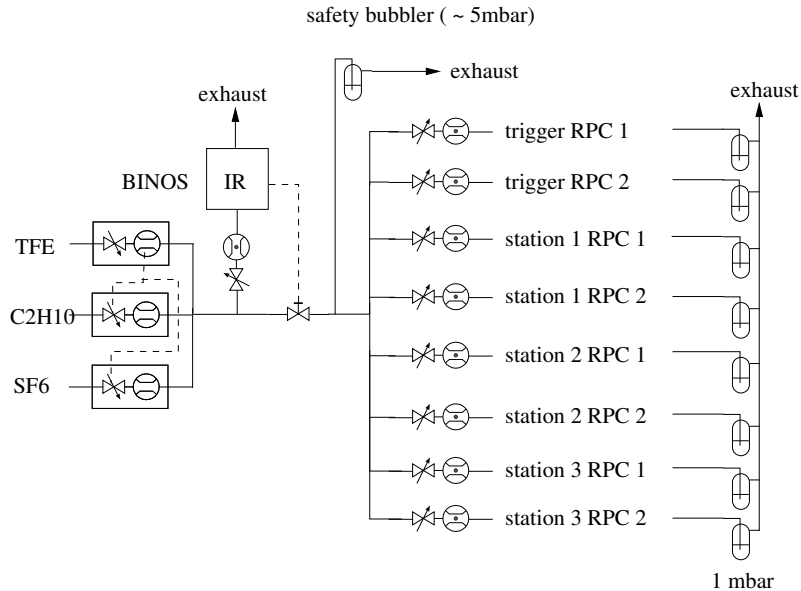 safety bubbler ( ~ 5mbar)
exhaust
exhaust
exhaust
trigger RPC 1
BINOS
IR
trigger RPC 2
TFE
station 1 RPC 1
C2H10
station 1 RPC 2
station 2 RPC 1
SF6
station 2 RPC 2
station 3 RPC 1
station 3 RPC 2
1 mbar